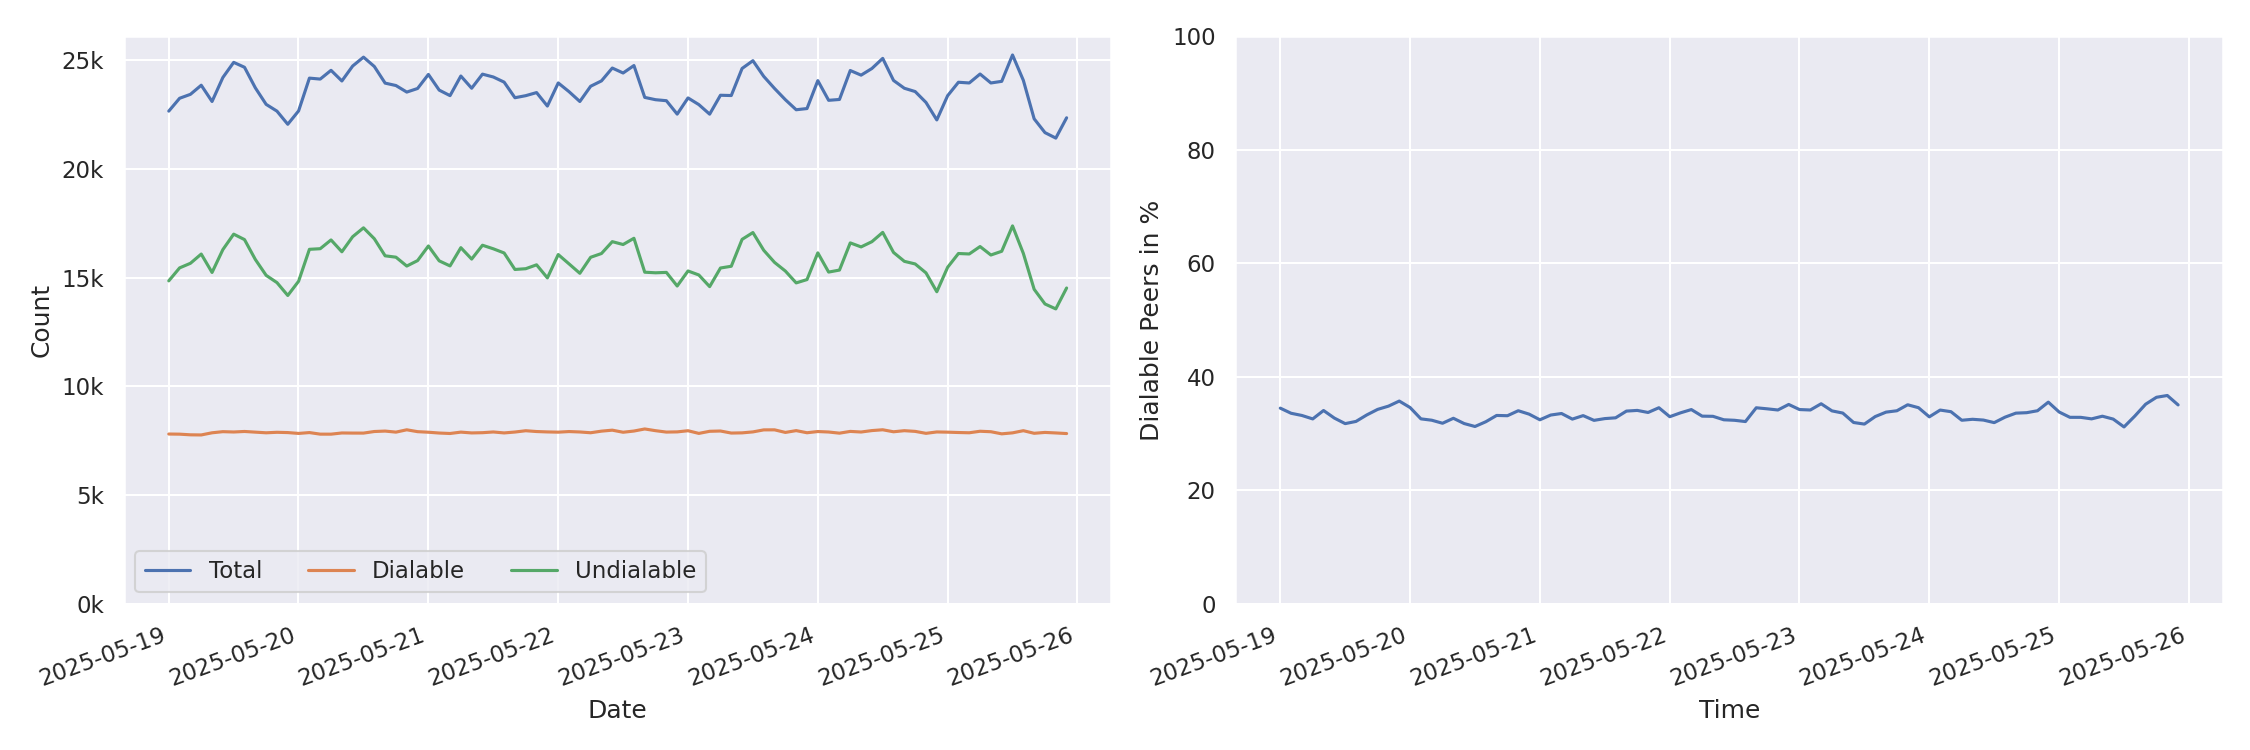 25k
20k
15k
10k
5k
0k
Count
Total
Dialable
Undialable
2025-05-19
2025-05-20
2025-05-21
2025-05-22
2025-05-23
2025-05-24
2025-05-25
2025-05-26
Date
100
80
60
40
20
0
Dialable Peers in %
2025-05-19
2025-05-20
2025-05-21
2025-05-22
2025-05-23
2025-05-24
2025-05-25
2025-05-26
Time